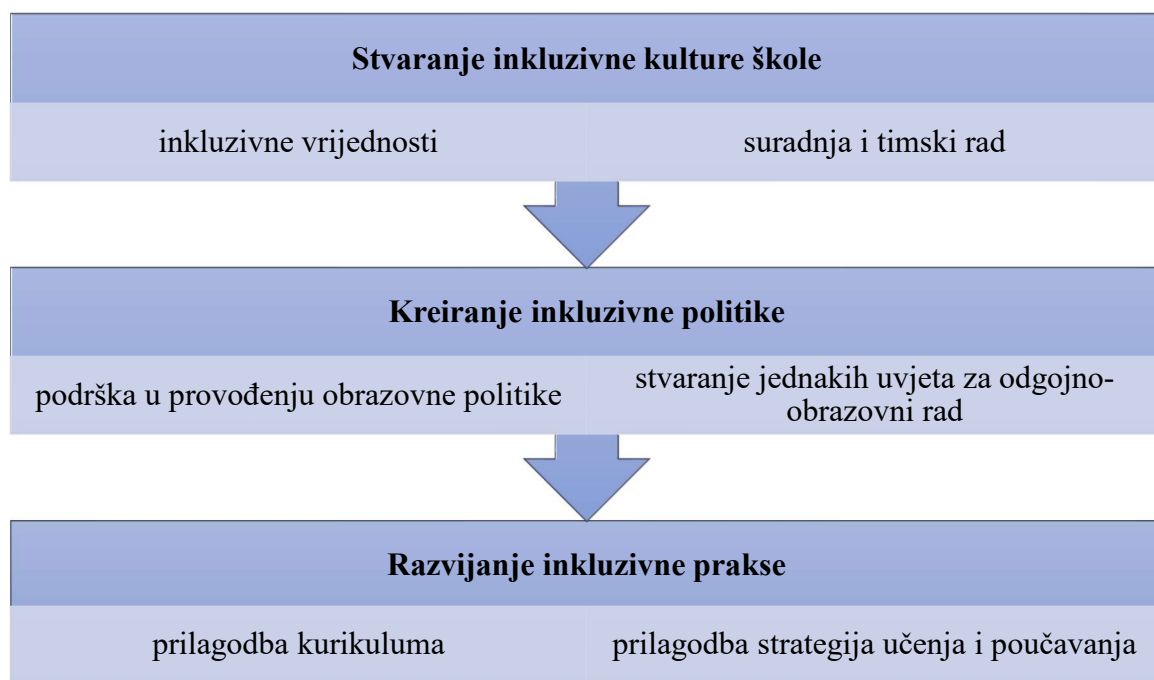 Stvaranje inkluzivne kulture škole
inkluzivne vrijednosti
suradnja i timski rad
Kreiranje inkluzivne politike
podrška u provođenju obrazovne politike
stvaranje jednakih uvjeta za odgojno-
obrazovni rad
Razvijanje inkluzivne prakse
prilagodba kurikuluma
prilagodba strategija učenja i poučavanja